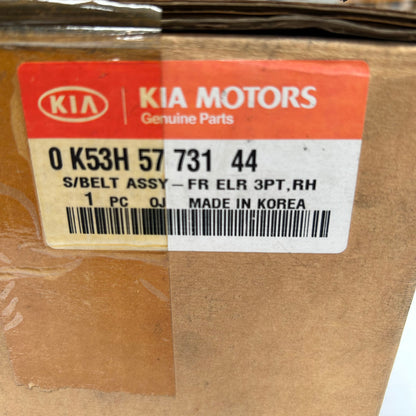 KIA KIA MOTORS
Genuine Parts
0 K53H 57 731 44
S/BELT ASSY-FR ELR 3PT,RH
1 PC OJ MADE IN KOREA